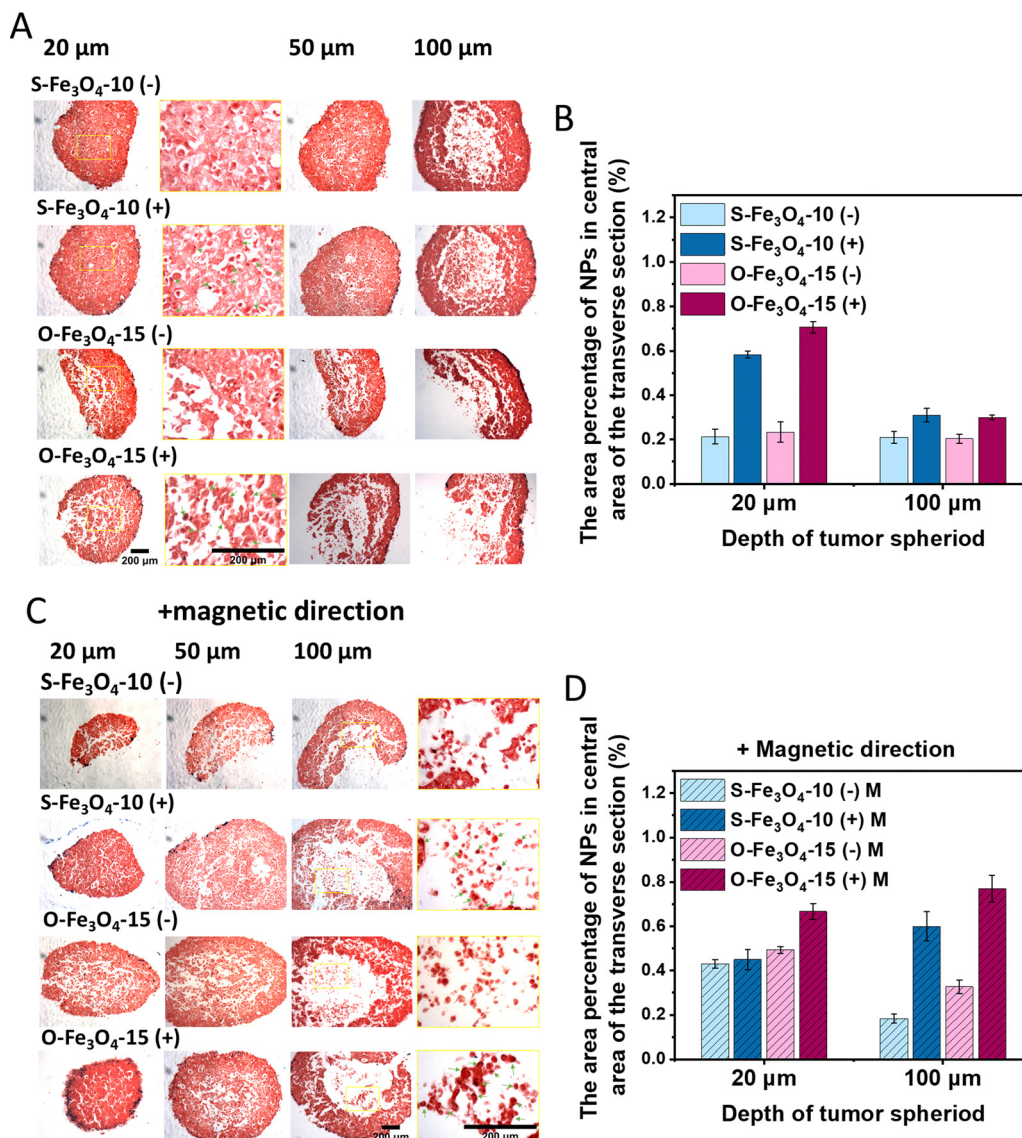 A
20 µm 50 µm 100 µm
S-Fe₃O₄-10 (-)
S-Fe₃O₄-10 (+)
O-Fe₃O₄-15 (-)
O-Fe₃O₄-15 (+)
200 µm 200 µm
B
The area percentage of NPs in central
area of the transverse section (%)
1.2
1.0
0.8
0.6
0.4
0.2
0.0
S-Fe₃O₄-10 (-)
S-Fe₃O₄-10 (+)
O-Fe₃O₄-15 (-)
O-Fe₃O₄-15 (+)
20 µm 100 µm
Depth of tumor spheriod
C +magnetic direction
20 µm 50 µm 100 µm
S-Fe₃O₄-10 (-)
S-Fe₃O₄-10 (+)
O-Fe₃O₄-15 (-)
O-Fe₃O₄-15 (+)
200 µm 200 µm
D
+ Magnetic direction
The area percentage of NPs in central
area of the transverse section (%)
1.2
1.0
0.8
0.6
0.4
0.2
0.0
S-Fe₃O₄-10 (-) M
S-Fe₃O₄-10 (+) M
O-Fe₃O₄-15 (-) M
O-Fe₃O₄-15 (+) M
20 µm 100 µm
Depth of tumor spheriod